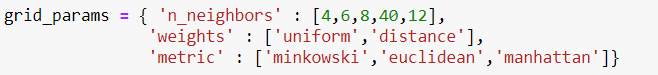 grid_params = { 'n_neighbors' : [4,6,8,40,12],
'weights' : ['uniform','distance'],
'metric' : ['minkowski','euclidean','manhattan']}